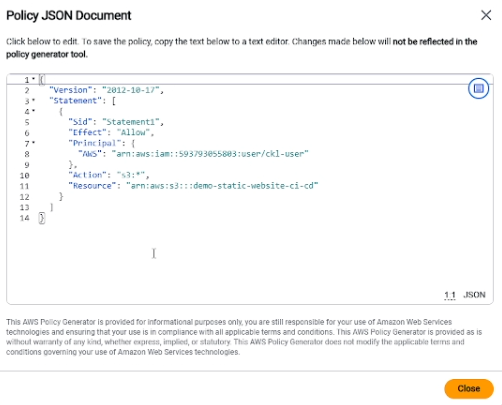 Policy JSON Document
Click below to edit. To save the policy, copy the text below to a text editor. Changes made below will not be reflected in the
policy generator tool.
1 {
2 "Version": "2012-10-17",
3 "Statement": [
4 {
5 "Sid": "Statement1",
6 "Effect": "Allow",
7 "Principal": {
8 "AWS": "arn:aws:iam::593793055803:user/ckl-user"
9 },
10 "Action": "s3:*",
11 "Resource": "arn:aws:s3:::demo-static-website-ci-cd"
12 }
13 ]
14 }
1:1 JSON
This AWS Policy Generator is provided for informational purposes only, you are still responsible for your use of Amazon Web Services
technologies and ensuring that your use is in compliance with all applicable terms and conditions. This AWS Policy Generator is provided as is
without warranty of any kind, whether express, implied, or statutory. This AWS Policy Generator does not modify the applicable terms and
conditions governing your use of Amazon Web Services technologies.
Close